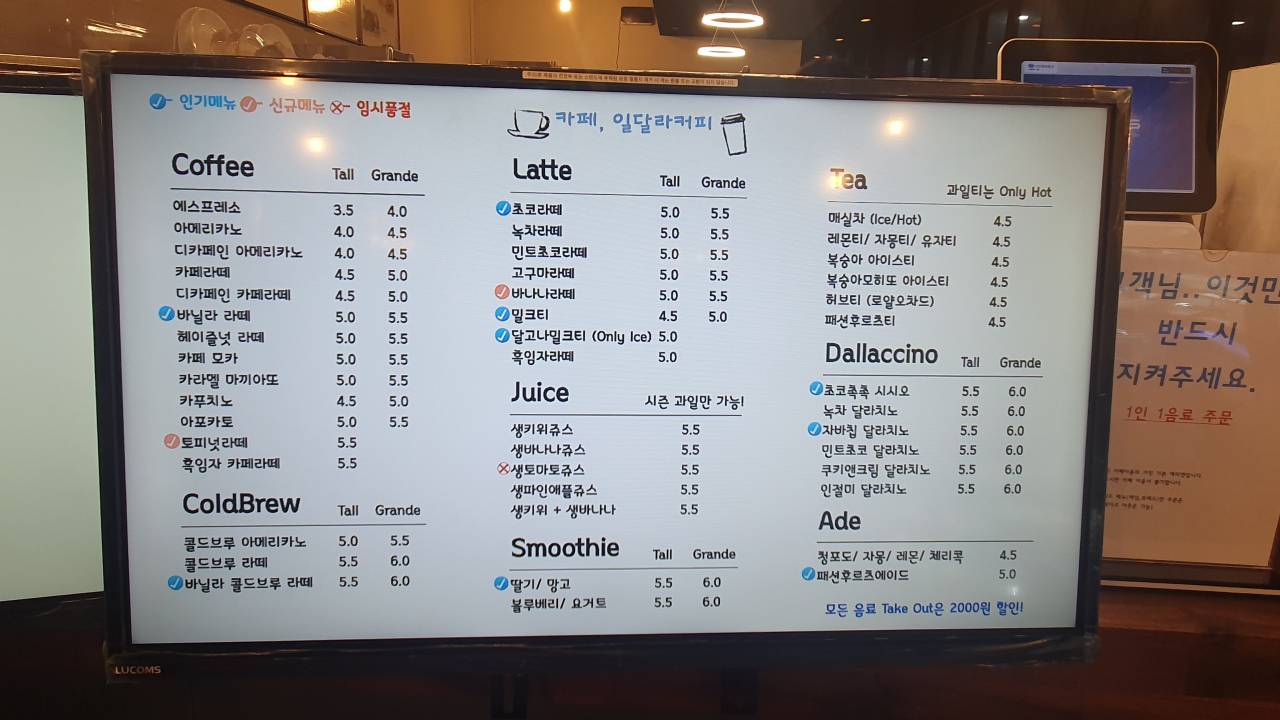 인기메뉴 신규메뉴 임시품절
카페, 일달라커피
Coffee Tall Grande
에스프레소 3.5 4.0
아메리카노 4.0 4.5
디카페인 아메리카노 4.0 4.5
카페라떼 4.5 5.0
디카페인 카페라떼 4.5 5.0
바닐라 라떼 5.0 5.5
헤이즐넛 라떼 5.0 5.5
카페 모카 5.0 5.5
카라멜 마끼아또 5.0 5.5
카푸치노 4.5 5.0
아포카토 5.0 5.5
토피넛라떼 5.5
흑임자 카페라떼 5.5
ColdBrew Tall Grande
콜드브루 아메리카노 5.0 5.5
콜드브루 라떼 5.5 6.0
바닐라 콜드브루 라떼 5.5 6.0
Latte Tall Grande
초코라떼 5.0 5.5
녹차라떼 5.0 5.5
민트초코라떼 5.0 5.5
고구마라떼 5.0 5.5
바나나라떼 5.0 5.5
밀크티 4.5 5.0
달고나밀크티 (Only Ice) 5.0
흑임자라떼 5.0
Juice 시즌 과일만 가능!
생키위쥬스 5.5
생바나나쥬스 5.5
생토마토쥬스 5.5
생파인애플쥬스 5.5
생키위 + 생바나나 5.5
Smoothie Tall Grande
딸기/ 망고 5.5 6.0
블루베리/ 요거트 5.5 6.0
Tea 과일티는 Only Hot
매실차 (Ice/Hot) 4.5
레몬티/ 자몽티/ 유자티 4.5
복숭아 아이스티 4.5
복숭아모히또 아이스티 4.5
허브티 (로얄오차드) 4.5
패션후르츠티 4.5
Dallaccino Tall Grande
초코촉촉 시시오 5.5 6.0
녹차 달라치노 5.5 6.0
자바칩 달라치노 5.5 6.0
민트초코 달라치노 5.5 6.0
쿠키앤크림 달라치노 5.5 6.0
인절미 달라치노 5.5 6.0
Ade
청포도/ 자몽/ 레몬/ 체리콕 4.5
패션후르츠에이드 5.0
모든 음료 Take Out은 2000원 할인!
LUCOMS
객님.. 이것만
반드시
지켜주세요.
1인 1음료 주문